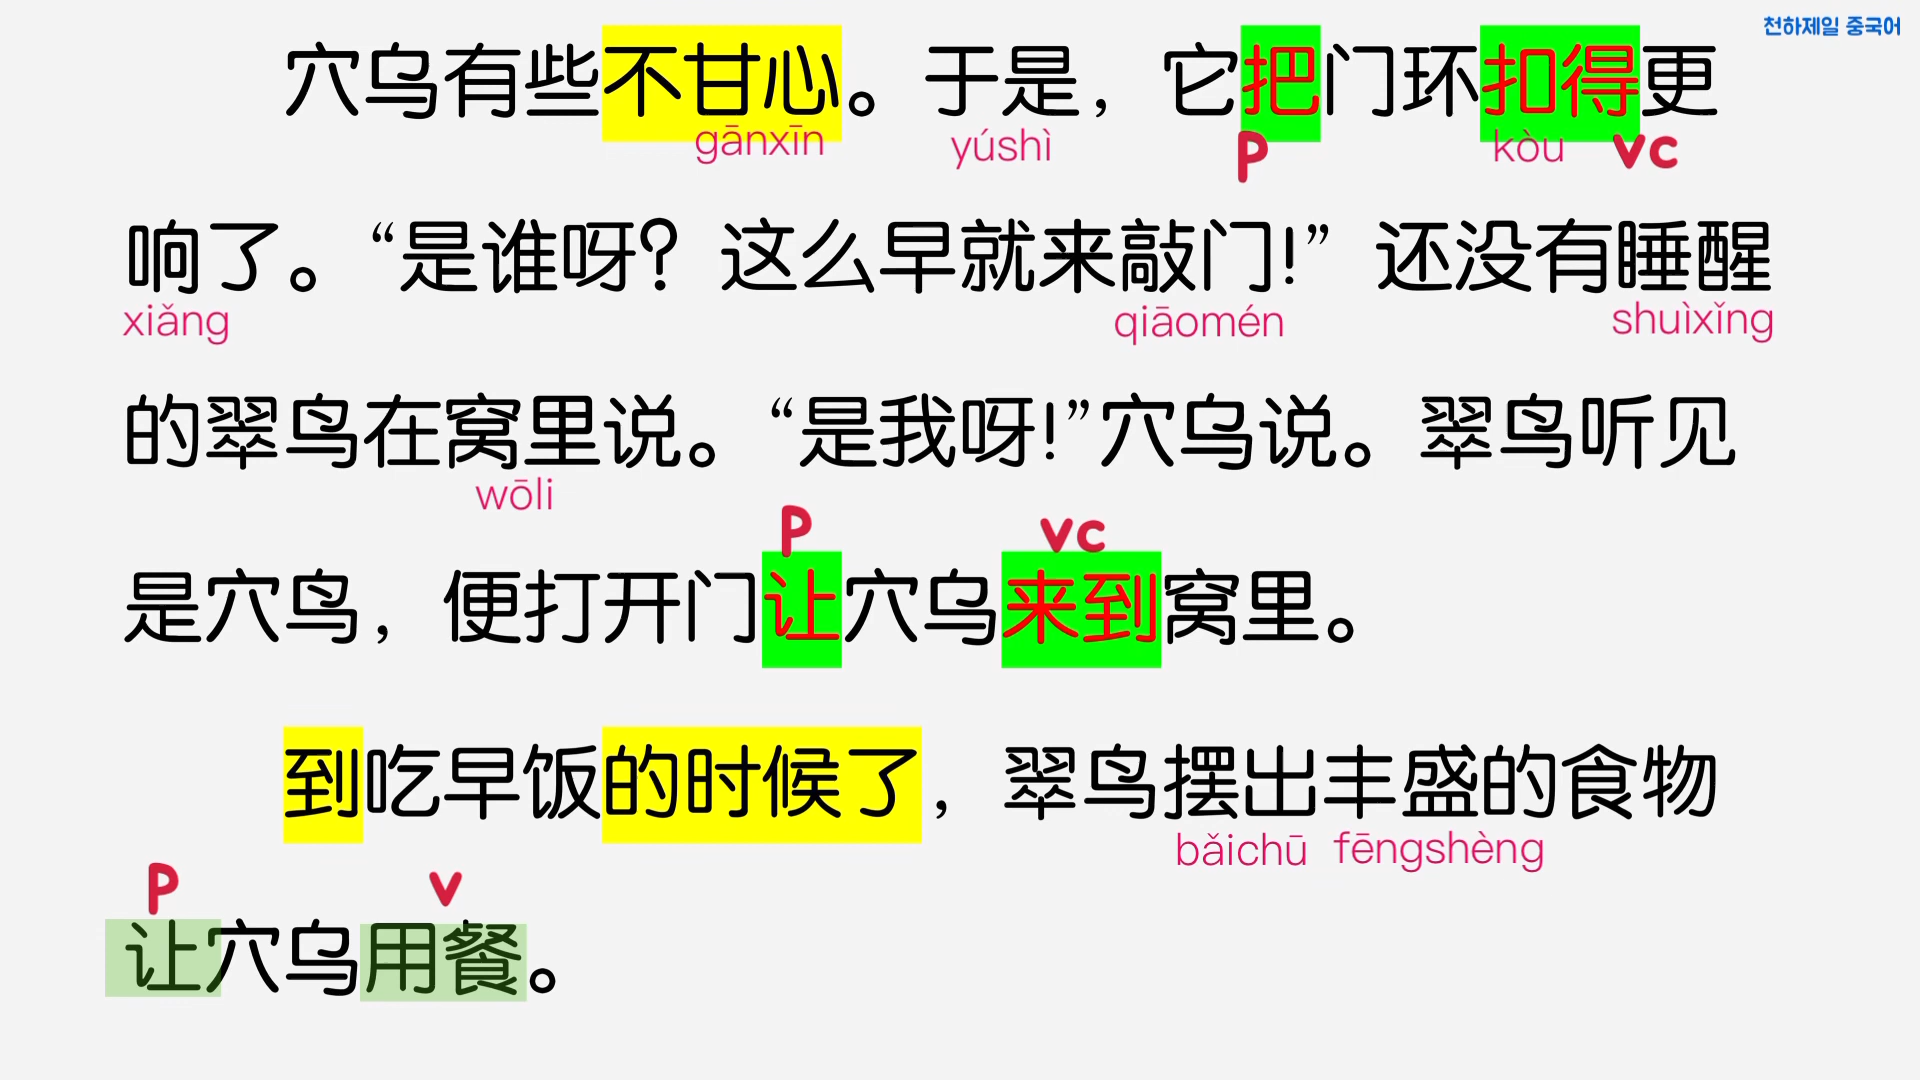 천하제일 중국어
穴乌有些不甘心。于是，它把门环扣得更
gānxīn yúshì P kòu vc
响了。“是谁呀？这么早就来敲门！”还没有睡醒
xiǎng qiāomén shuìxǐng
的翠鸟在窝里说。“是我呀！”穴乌说。翠鸟听见
wōli
P vc
是穴鸟，便打开门让穴乌来到窝里。
到吃早饭的时候了，翠鸟摆出丰盛的食物
bǎichū fēngshèng
P v
让穴乌用餐。